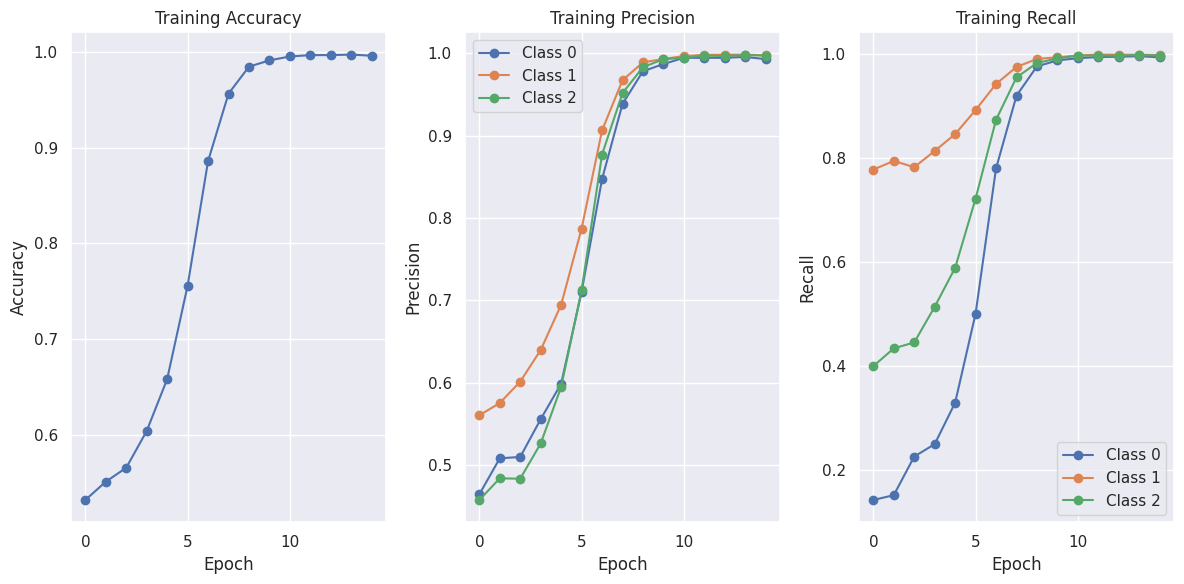 Training Accuracy
1.0
0.9
0.8
0.7
0.6
Accuracy
0
5
10
Epoch
Training Precision
Class 0
Class 1
Class 2
1.0
0.9
0.8
0.7
0.6
0.5
Precision
0
5
10
Epoch
Training Recall
1.0
0.8
0.6
0.4
0.2
Recall
Class 0
Class 1
Class 2
0
5
10
Epoch